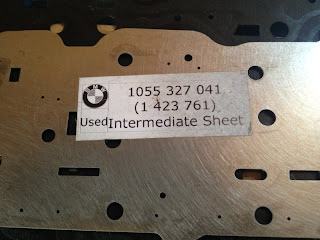 1055 327 041
(1 423 761)
Used Intermediate Sheet